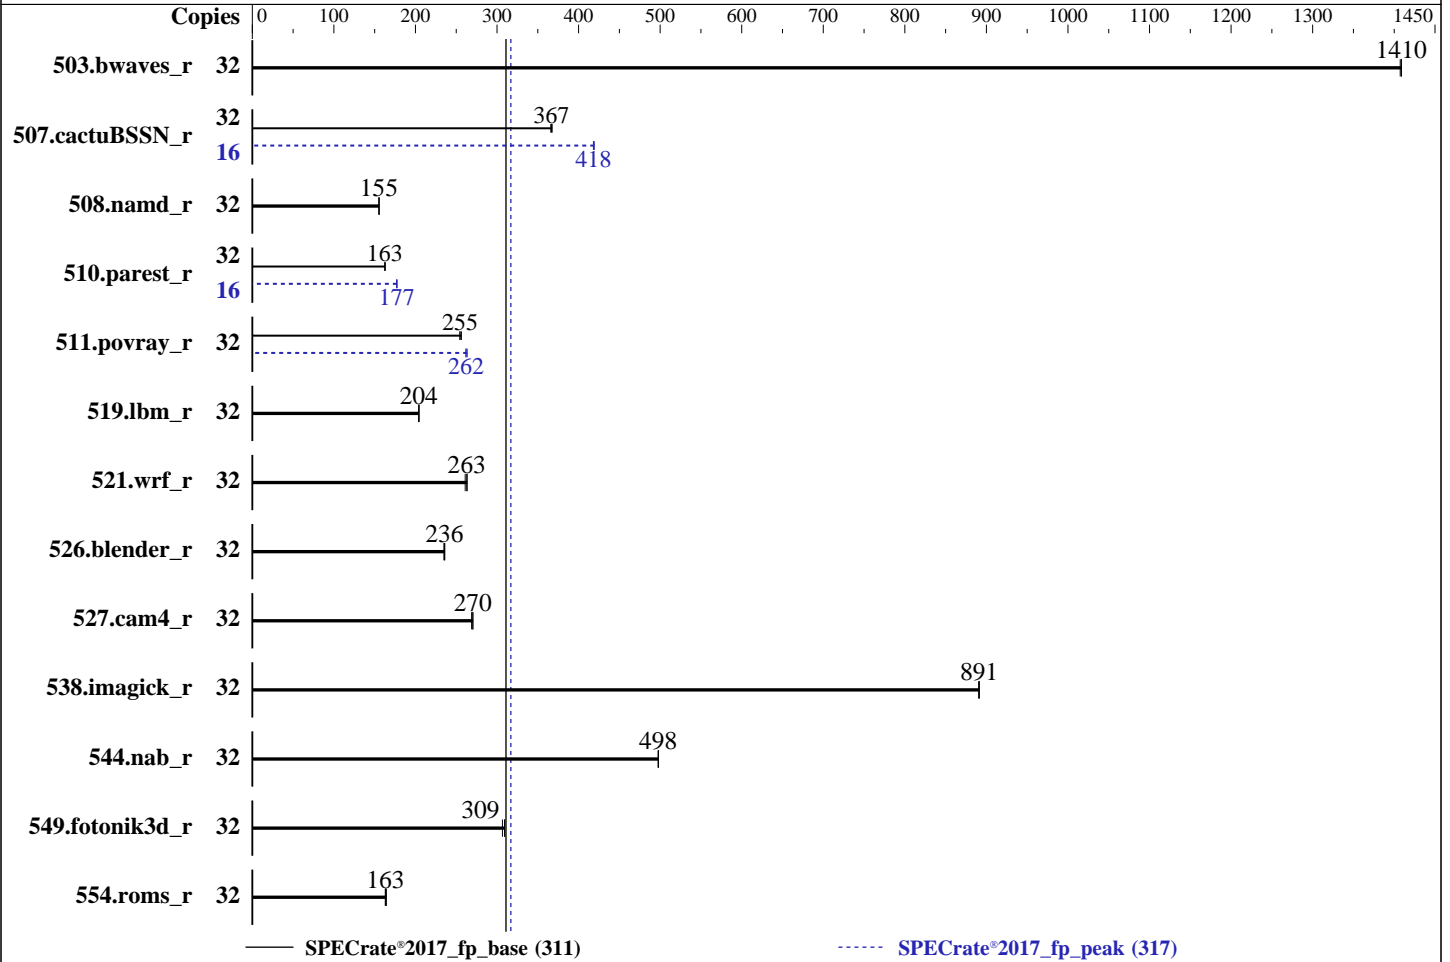 Copies 0 100 200 300 400 500 600 700 800 900 1000 1100 1200 1300 1450
503.bwaves_r 32 1410
507.cactuBSSN_r 32 367
16 418
508.namd_r 32 155
510.parest_r 32 163
16 177
511.povray_r 32 255
262
519.lbm_r 32 204
521.wrf_r 32 263
526.blender_r 32 236
527.cam4_r 32 270
538.imagick_r 32 891
544.nab_r 32 498
549.fotonik3d_r 32 309
554.roms_r 32 163
SPECrate®2017_fp_base (311) SPECrate®2017_fp_peak (317)